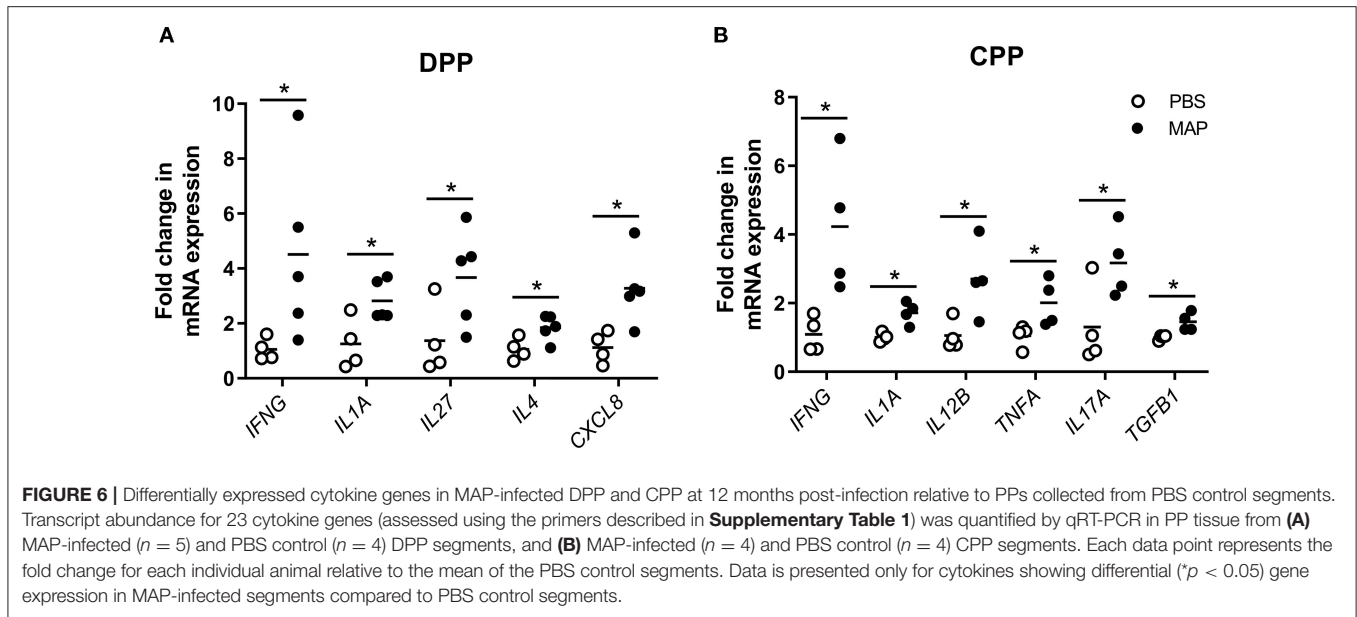 A
DPP
Fold change in
mRNA expression
10
8
6
4
2
0
*
*
*
*
*
IFNG
IL1A
IL27
IL4
CXCL8
B
CPP
Fold change in
mRNA expression
8
6
4
2
0
*
*
*
*
*
*
IFNG
IL1A
IL12B
TNFA
IL17A
TGFB1
PBS
MAP
FIGURE 6 | Differentially expressed cytokine genes in MAP-infected DPP and CPP at 12 months post-infection relative to PPs collected from PBS control segments.
Transcript abundance for 23 cytokine genes (assessed using the primers described in Supplementary Table 1) was quantified by qRT-PCR in PP tissue from (A)
MAP-infected (n = 5) and PBS control (n = 4) DPP segments, and (B) MAP-infected (n = 4) and PBS control (n = 4) CPP segments. Each data point represents the
fold change for each individual animal relative to the mean of the PBS control segments. Data is presented only for cytokines showing differential (*p < 0.05) gene
expression in MAP-infected segments compared to PBS control segments.